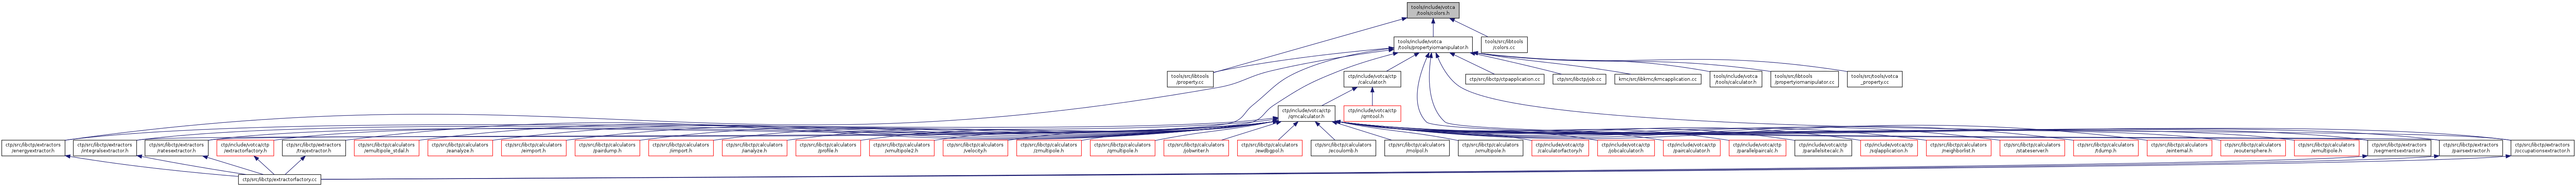 tools/include/votca
/tools/colors.h
tools/include/votca
/tools/propertyiomanipulator.h
tools/src/libtools
/colors.cc
tools/src/libtools
/property.cc
ctp/include/votca/ctp
/calculator.h
ctp/src/libctp/ctpapplication.cc
ctp/src/libctp/job.cc
kmc/src/libkmc/kmcapplication.cc
tools/include/votca
/tools/calculator.h
tools/src/libtools
/propertyiomanipulator.cc
tools/src/tools/votca
_property.cc
ctp/include/votca/ctp
/qmcalculator.h
ctp/include/votca/ctp
/qmtool.h
ctp/src/libctp/extractors
/energyextractor.h
ctp/src/libctp/extractors
/integralsextractor.h
ctp/src/libctp/extractors
/ratesextractor.h
ctp/include/votca/ctp
/extractorfactory.h
ctp/src/libctp/extractors
/trajextractor.h
ctp/src/libctp/calculators
/emultipole_stdal.h
ctp/src/libctp/calculators
/eanalyze.h
ctp/src/libctp/calculators
/eimport.h
ctp/src/libctp/calculators
/pairdump.h
ctp/src/libctp/calculators
/iimport.h
ctp/src/libctp/calculators
/ianalyze.h
ctp/src/libctp/calculators
/profile.h
ctp/src/libctp/calculators
/xmultipole2.h
ctp/src/libctp/calculators
/velocity.h
ctp/src/libctp/calculators
/zmultipole.h
ctp/src/libctp/calculators
/qmultipole.h
ctp/src/libctp/calculators
/jobwriter.h
ctp/src/libctp/calculators
/ewdbgpol.h
ctp/src/libctp/calculators
/ecoulomb.h
ctp/src/libctp/calculators
/molpol.h
ctp/src/libctp/calculators
/xmultipole.h
ctp/include/votca/ctp
/calculatorfactory.h
ctp/include/votca/ctp
/jobcalculator.h
ctp/include/votca/ctp
/paircalculator.h
ctp/include/votca/ctp
/parallelpaircalc.h
ctp/include/votca/ctp
/parallelsitecalc.h
ctp/include/votca/ctp
/sqlapplication.h
ctp/src/libctp/calculators
/neighborlist.h
ctp/src/libctp/calculators
/stateserver.h
ctp/src/libctp/calculators
/tdump.h
ctp/src/libctp/calculators
/einternal.h
ctp/src/libctp/calculators
/eoutersphere.h
ctp/src/libctp/calculators
/emultipole.h
ctp/src/libctp/extractors
/segmentsextractor.h
ctp/src/libctp/extractors
/pairsextractor.h
ctp/src/libctp/extractors
/occupationsextractor.h
ctp/src/libctp/extractorfactory.cc